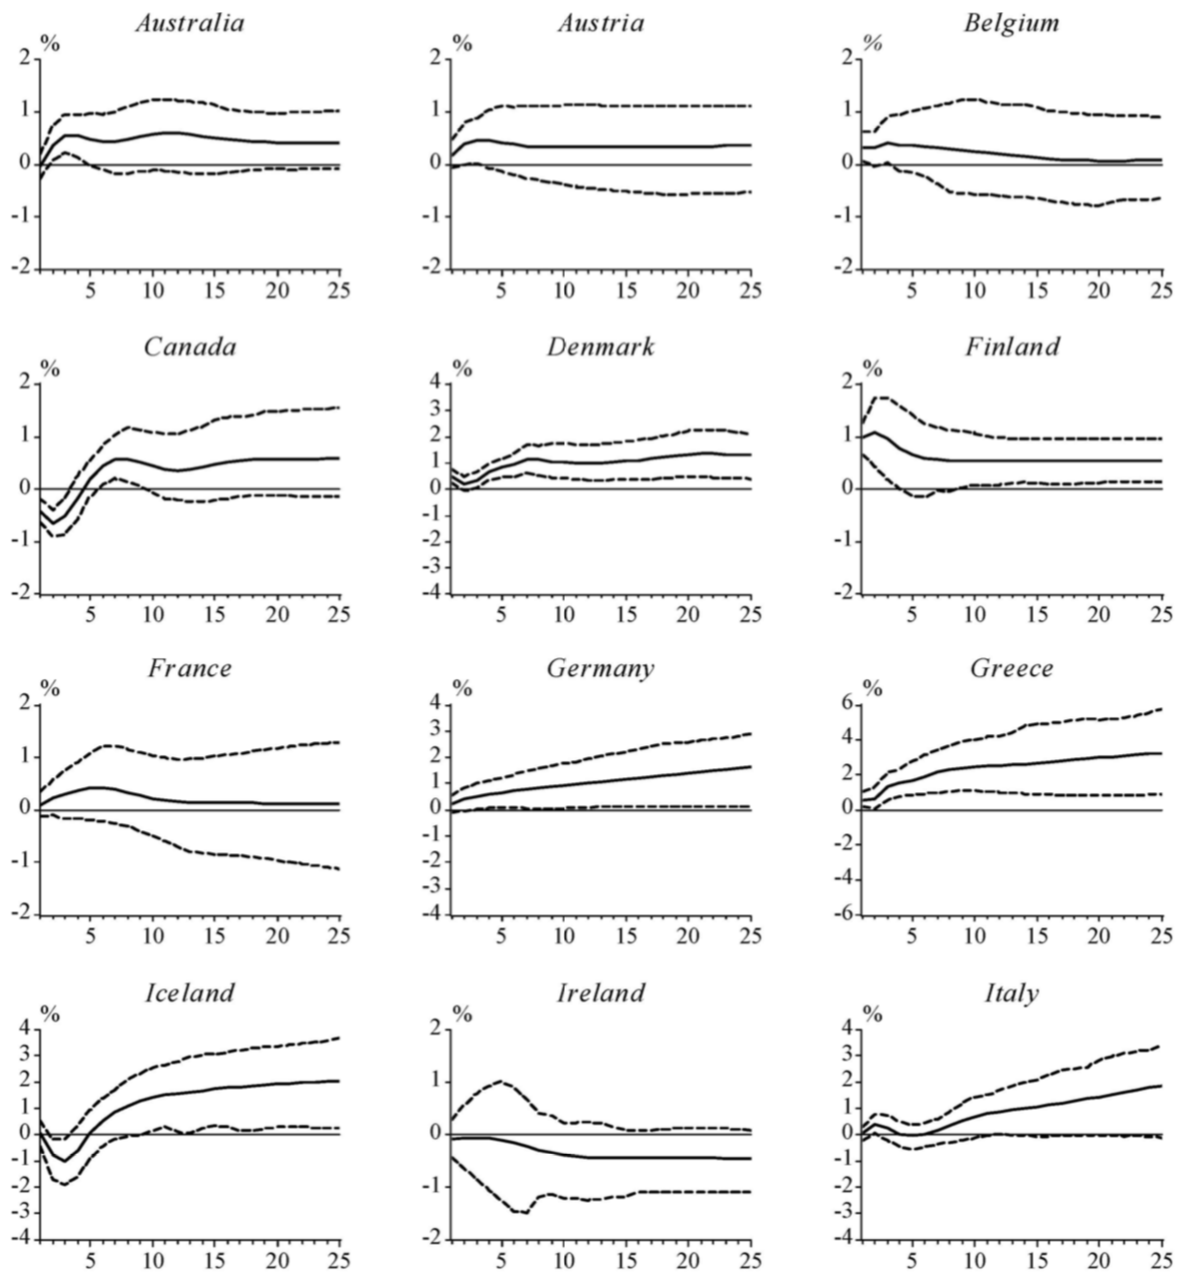 Australia Austria Belgium
% % %
2 2 2
1 1 1
0 0 0
-1 -1 -1
-2 -2 -2
5 10 15 20 25 5 10 15 20 25 5 10 15 20 25
Canada Denmark Finland
% % %
2 4 2
3
2
1 1
1
0 0 0
-1
-1 -2 -1
-3
-2 -4 -2
5 10 15 20 25 5 10 15 20 25 5 10 15 20 25
France Germany Greece
% % %
2 4 6
3
4
1 2
1 2
0 0 0
-1 -2
-1 -2
-4
-3
-2 -4 -6
5 10 15 20 25 5 10 15 20 25 5 10 15 20 25
Iceland Ireland Italy
% % %
4 2 4
3 3
2 1 2
1 1
0 0 0
-1 -1
-2 -1 -2
-3 -3
-4 -2 -4
5 10 15 20 25 5 10 15 20 25 5 10 15 20 25